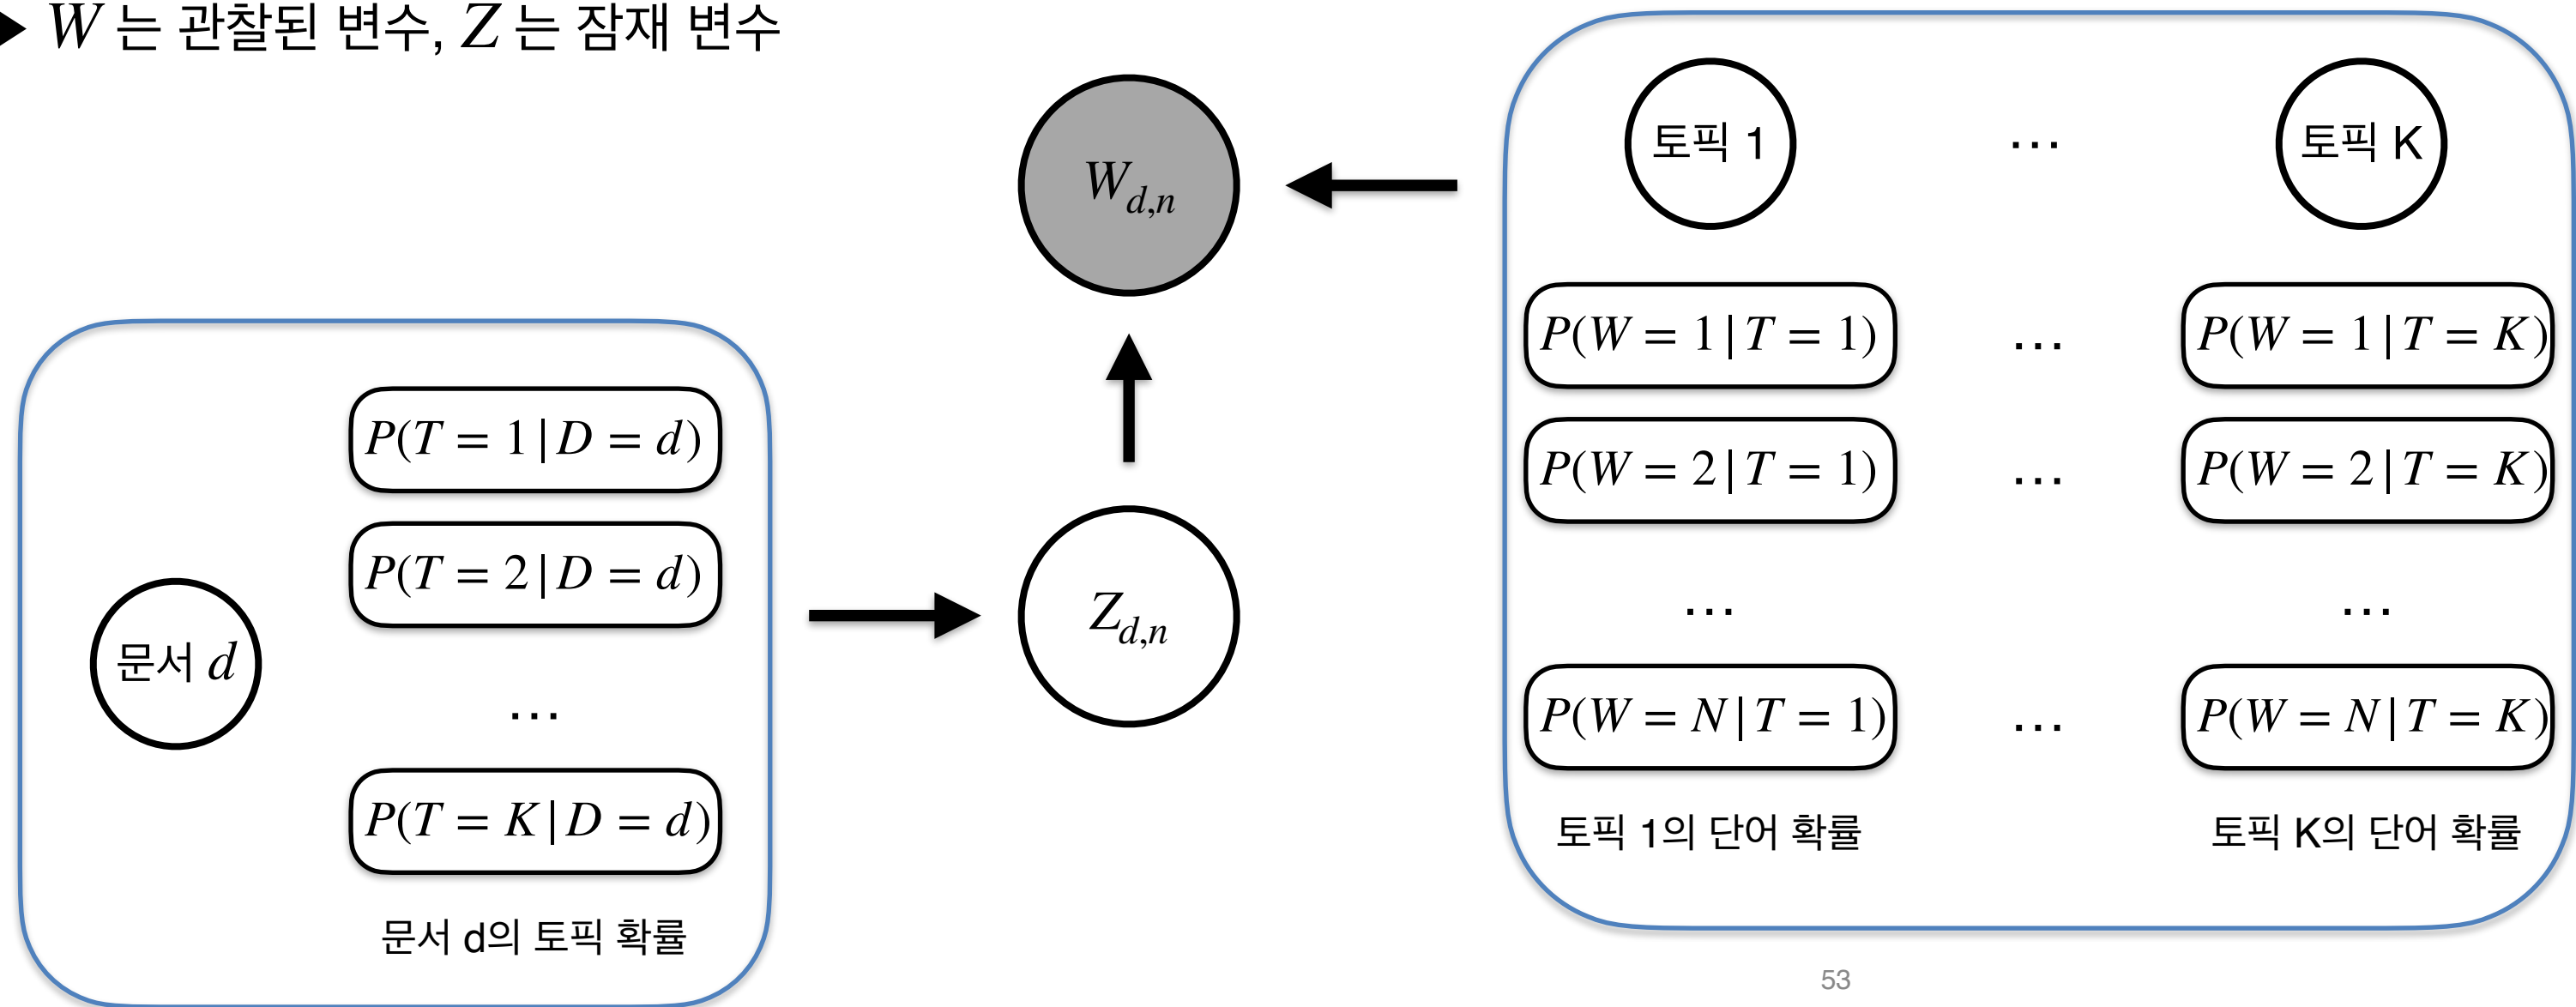 ▶ W 는 관찰된 변수, Z 는 잠재 변수
문서 d
P(T = 1 | D = d)
P(T = 2 | D = d)
…
P(T = K | D = d)
문서 d의 토픽 확률
W_{d,n}
Z_{d,n}
토픽 1 … 토픽 K
P(W = 1 | T = 1) … P(W = 1 | T = K)
P(W = 2 | T = 1) … P(W = 2 | T = K)
… …
P(W = N | T = 1) … P(W = N | T = K)
토픽 1의 단어 확률 토픽 K의 단어 확률
53